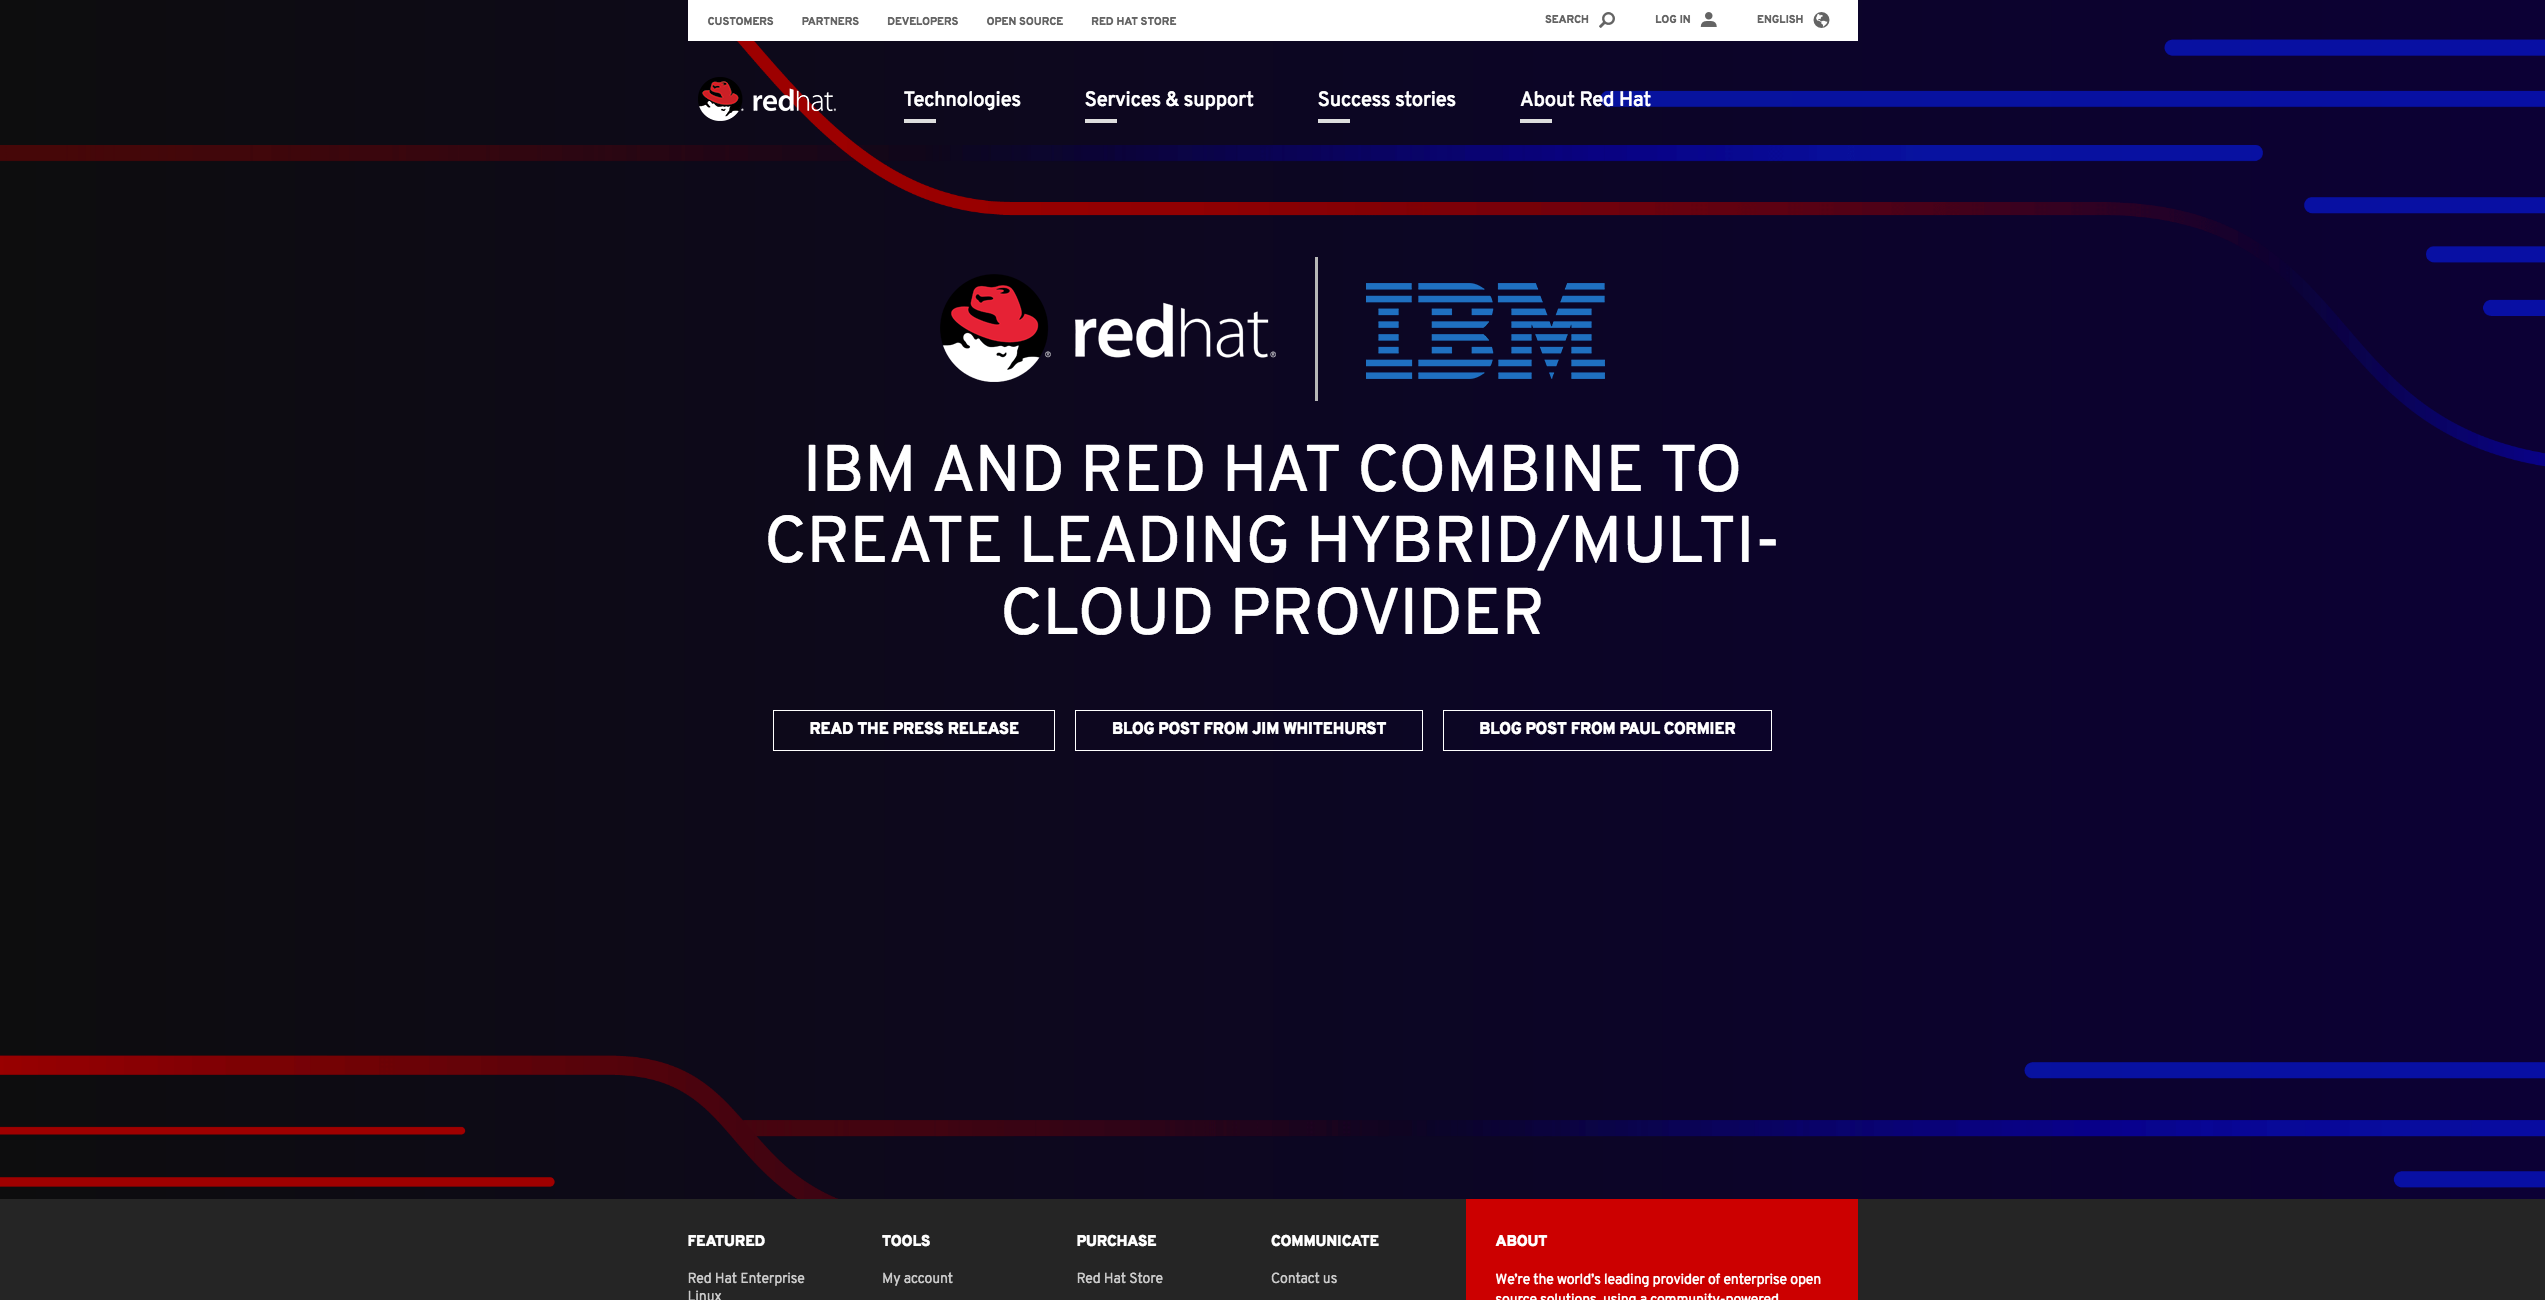 CUSTOMERS PARTNERS DEVELOPERS OPEN SOURCE RED HAT STORE SEARCH LOG IN ENGLISH
redhat. Technologies Services & support Success stories About Red Hat
redhat.® IBM
IBM AND RED HAT COMBINE TO
CREATE LEADING HYBRID/MULTI-
CLOUD PROVIDER
READ THE PRESS RELEASE BLOG POST FROM JIM WHITEHURST BLOG POST FROM PAUL CORMIER
FEATURED TOOLS PURCHASE COMMUNICATE ABOUT
Red Hat Enterprise My account Red Hat Store Contact us We're the world's leading provider of enterprise open
Linux source solutions, using a community-powered